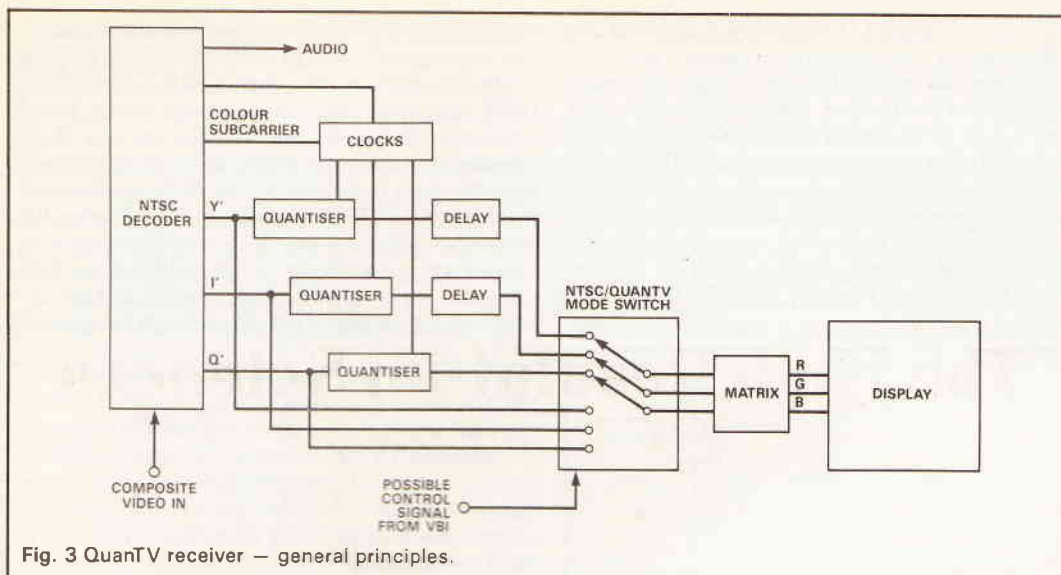 AUDIO
COLOUR
SUBCARRIER
CLOCKS
NTSC
DECODER
Y'
QUANTISER
DELAY
I'
QUANTISER
DELAY
NTSC/QUANTV
MODE SWITCH
Q'
QUANTISER
R
G
B
MATRIX
DISPLAY
COMPOSITE
VIDEO IN
POSSIBLE
CONTROL
SIGNAL
FROM VBI
Fig. 3 QuanTV receiver — general principles.